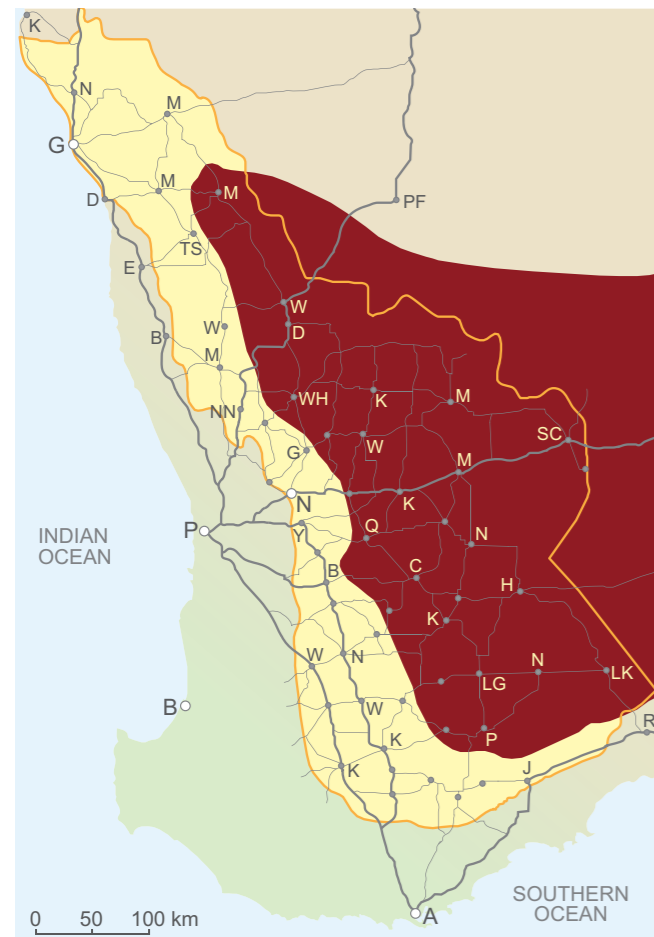 K
N
M
G
M
M
D
PF
TS
E
W
D
W
B
M
WH
K
M
NN
SC
W
G
M
N
K
P
Y
Q
N
INDIAN
OCEAN
B
C
H
K
W
N
N
LK
LG
B
W
R
P
K
K
J
A
SOUTHERN
OCEAN
0 50 100 km